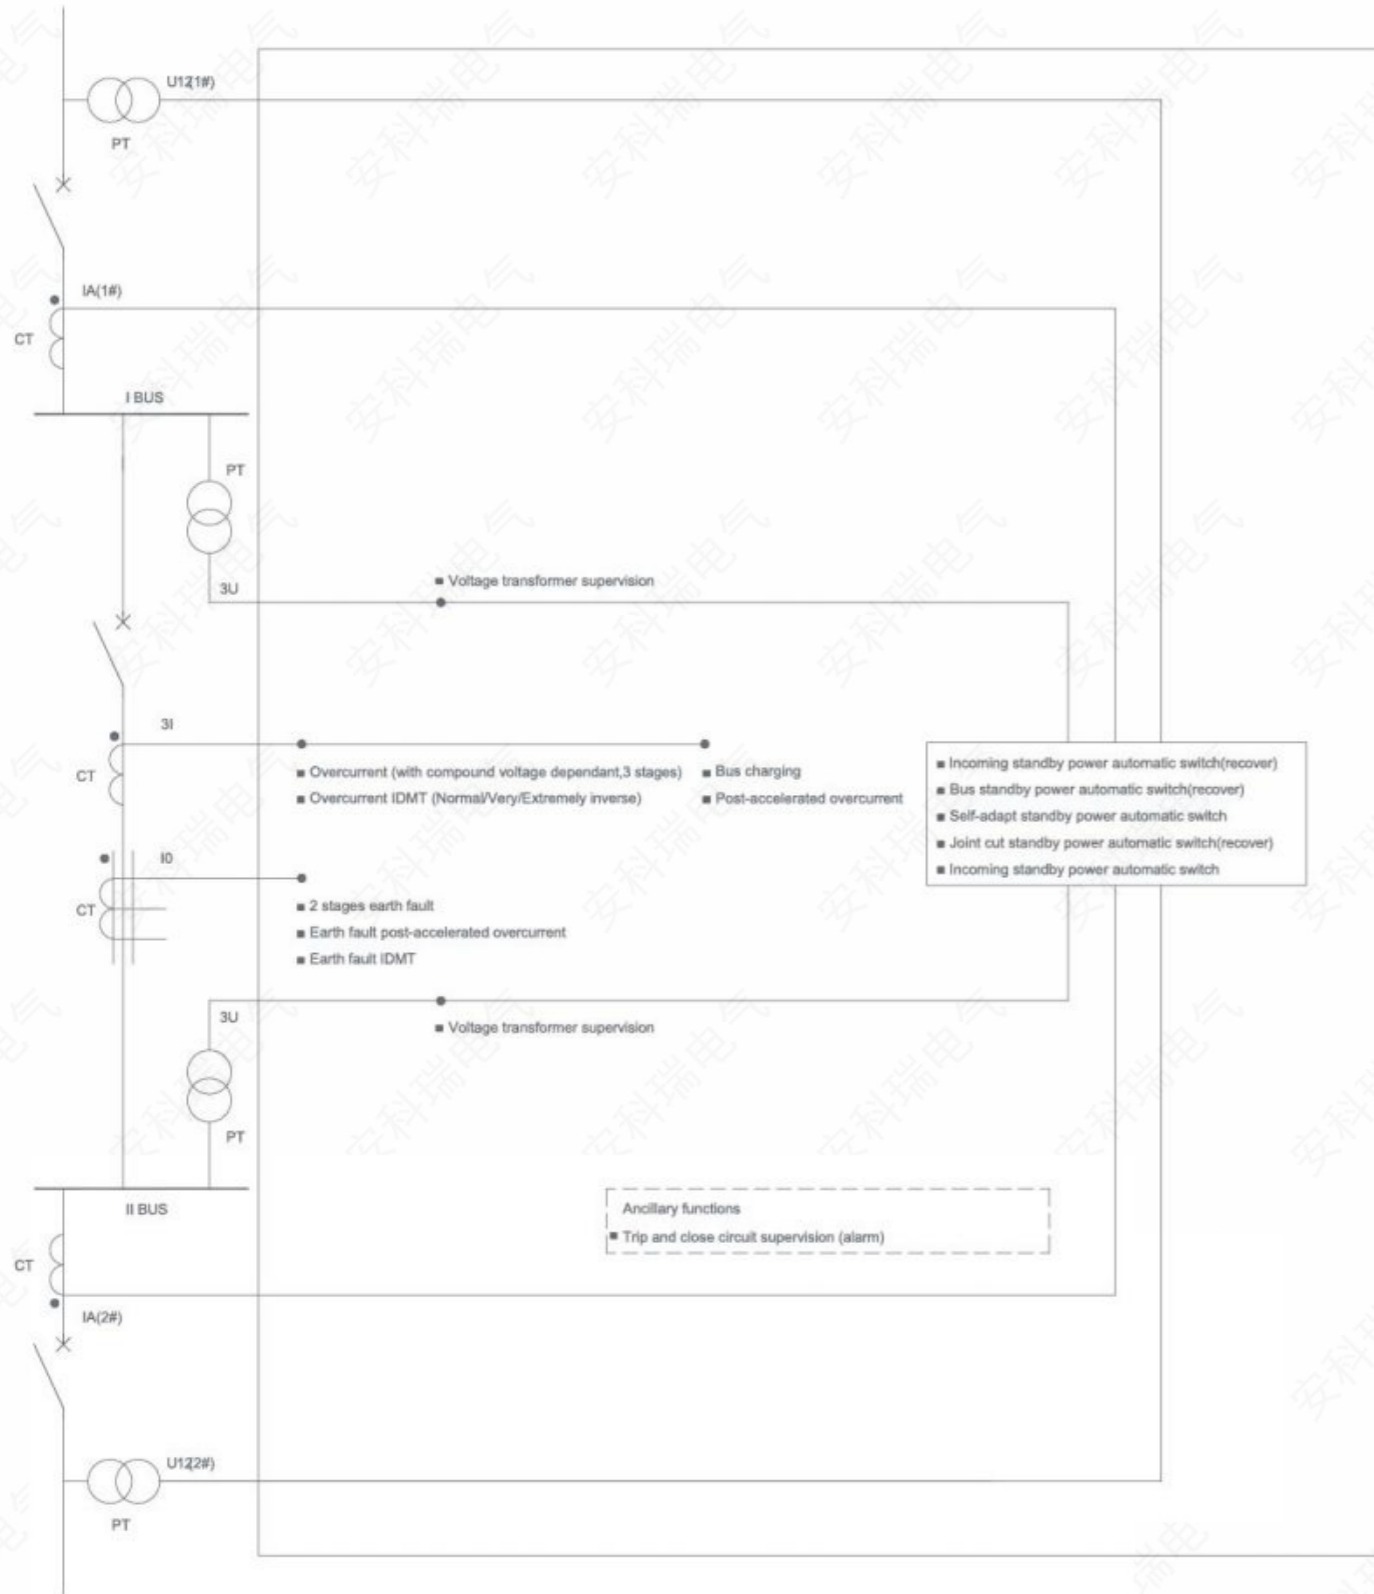 U12(1#)
PT
IA(1#)
CT
I BUS
PT
3U
■ Voltage transformer supervision
3I
CT
■ Overcurrent (with compound voltage dependant,3 stages)
■ Overcurrent IDMT (Normal/Very/Extremely inverse)
■ Bus charging
■ Post-accelerated overcurrent
■ Incoming standby power automatic switch(recover)
■ Bus standby power automatic switch(recover)
■ Self-adapt standby power automatic switch
■ Joint cut standby power automatic switch(recover)
■ Incoming standby power automatic switch
I0
CT
■ 2 stages earth fault
■ Earth fault post-accelerated overcurrent
■ Earth fault IDMT
3U
■ Voltage transformer supervision
PT
II BUS
Ancillary functions
■ Trip and close circuit supervision (alarm)
CT
IA(2#)
U12(2#)
PT
安科瑞电气